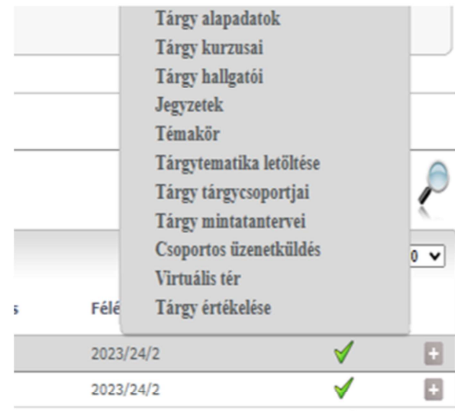 Tárgy alapadatok
Tárgy kurzusai
Tárgy hallgatói
Jegyzetek
Témakör
Tárgytematika letöltése
Tárgy tárgycsoportjai
Tárgy mintatantervei
Csoportos üzenetküldés
0
Virtuális tér
s Félé
Tárgy értékelése
2023/24/2
2023/24/2